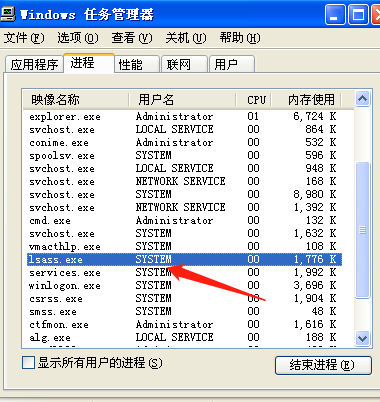 Windows 任务管理器
文件(F) 选项(O) 查看(V) 关机(U) 帮助(H)
应用程序 进程 性能 联网 用户
映像名称 用户名 CPU 内存使用
explorer.exe Administrator 01 6,724 K
svchost.exe LOCAL SERVICE 00 864 K
conime.exe Administrator 00 532 K
spoolsv.exe SYSTEM 00 596 K
svchost.exe LOCAL SERVICE 00 948 K
svchost.exe NETWORK SERVICE 00 168 K
svchost.exe SYSTEM 00 8,980 K
svchost.exe NETWORK SERVICE 00 1,392 K
cmd.exe Administrator 00 132 K
svchost.exe SYSTEM 00 1,632 K
vmacthlp.exe SYSTEM 00 108 K
lsass.exe SYSTEM 00 1,776 K
services.exe SYSTEM 00 1,992 K
winlogon.exe SYSTEM 00 3,696 K
csrss.exe SYSTEM 00 1,904 K
smss.exe SYSTEM 00 48 K
ctfmon.exe Administrator 00 1,616 K
alg.exe LOCAL SERVICE 00 188 K
显示所有用户的进程(S) 结束进程(E)